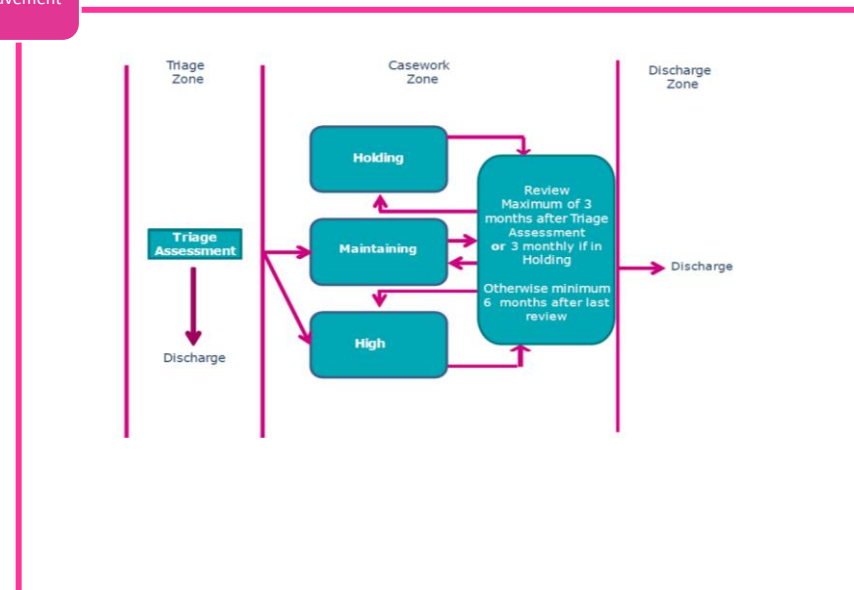 Triage
Zone
Casework
Zone
Discharge
Zone
Holding
Triage
Assessment
Maintaining
High
Review
Maximum of 3
months after Triage
Assessment
or 3 monthly if in
Holding
Otherwise minimum
6 months after last
review
Discharge
Discharge